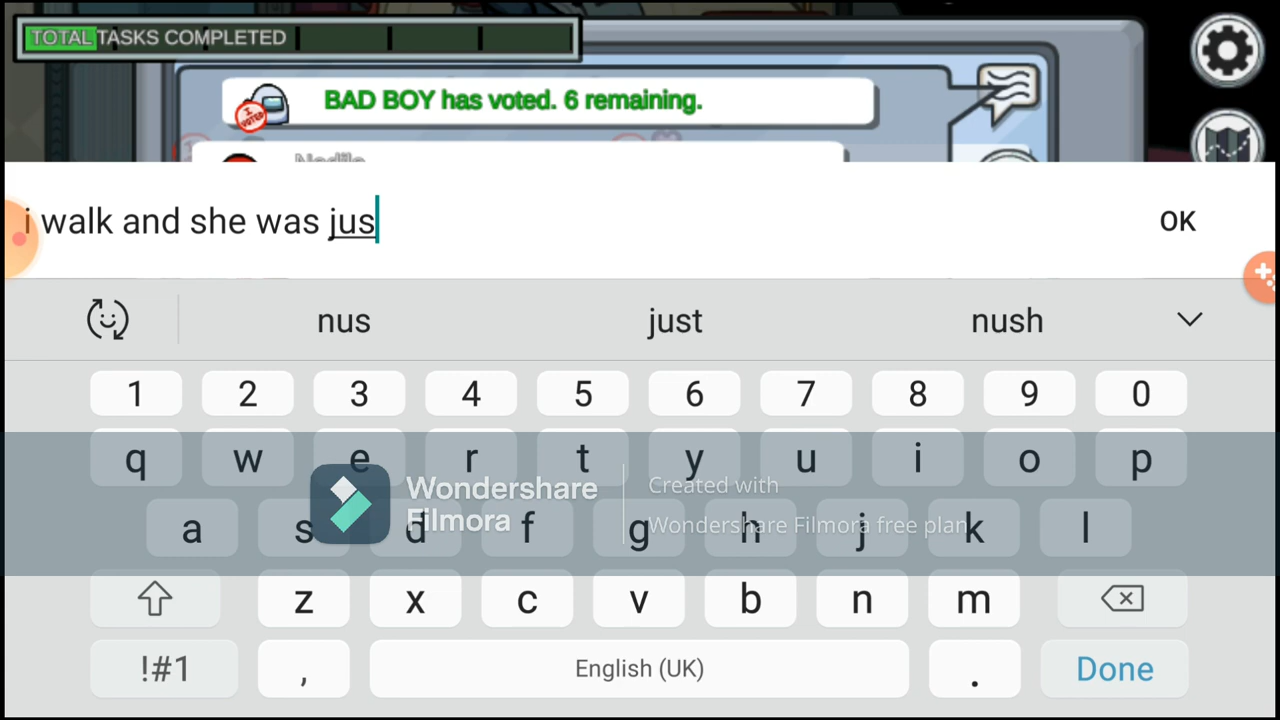 TOTAL TASKS COMPLETED
I VOTED
BAD BOY has voted. 6 remaining.
i walk and she was jus
OK
nus just nush
1 2 3 4 5 6 7 8 9 0
q w e r t y u i o p
Wondershare Filmora
Created with Wondershare Filmora free plan
a s d f g h j k l
z x c v b n m
!#1 , English (UK) . Done